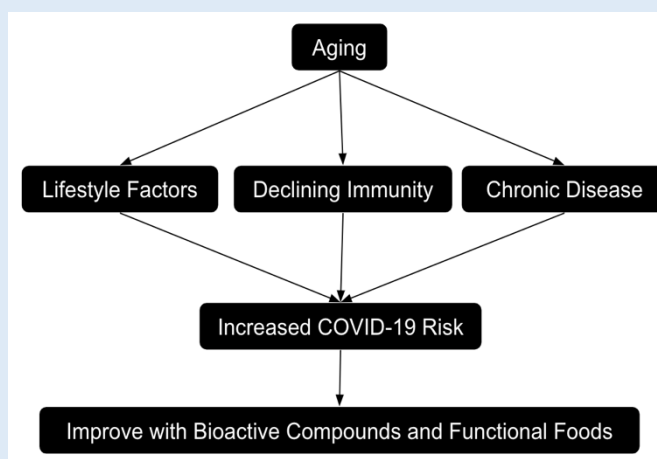 Aging
Lifestyle Factors
Declining Immunity
Chronic Disease
Increased COVID-19 Risk
Improve with Bioactive Compounds and Functional Foods